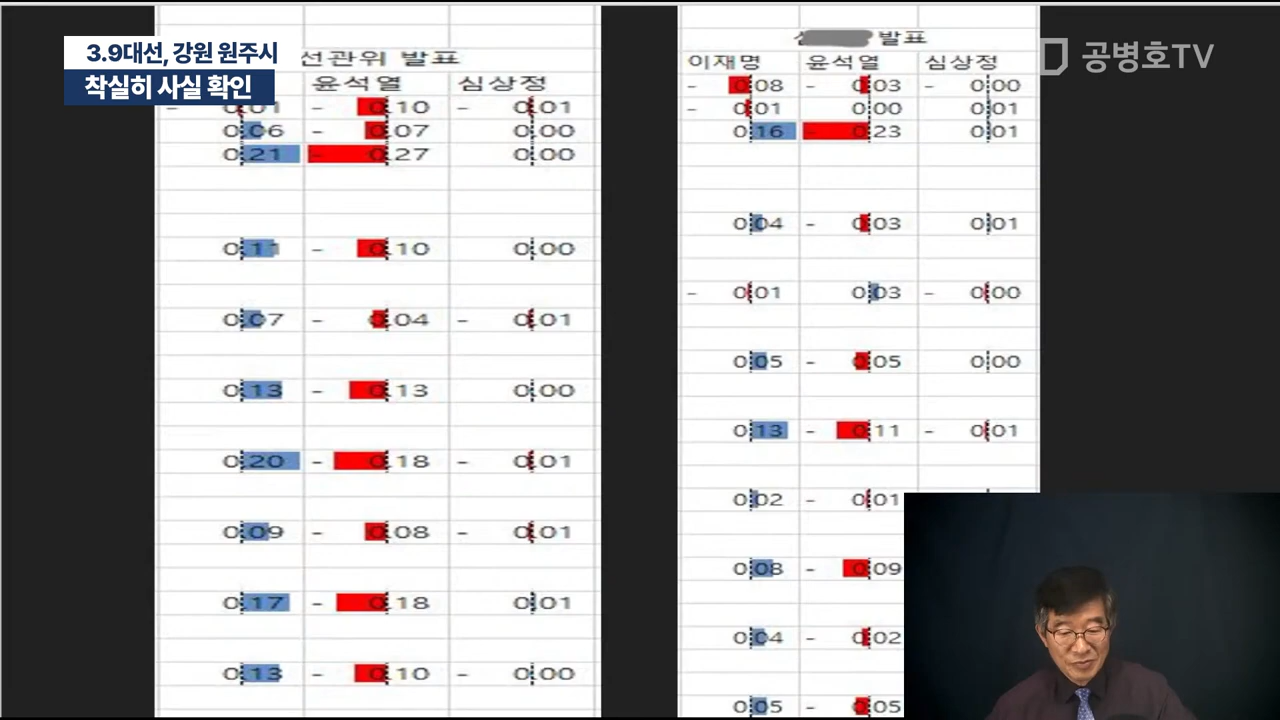 3.9대선, 강원 원주시
착실히 사실 확인
공병호TV
선관위 발표
윤석열 심상정
- 0.01 - 0.10 - 0.01
0.06 - 0.07 0.00
0.21 - 0.27 0.00
0.11 - 0.10 0.00
0.07 - 0.04 - 0.01
0.13 - 0.13 0.00
0.20 - 0.18 - 0.01
0.09 - 0.08 - 0.01
0.17 - 0.18 0.01
0.13 - 0.10 0.00
발표
이재명 윤석열 심상정
- 0.08 - 0.03 - 0.00
- 0.01 0.00 0.01
0.16 - 0.23 0.01
0.04 - 0.03 0.01
- 0.01 0.03 - 0.00
0.05 - 0.05 0.00
0.13 - 0.11 - 0.01
0.02 - 0.01
0.08 - 0.09
0.04 - 0.02
0.05 - 0.05